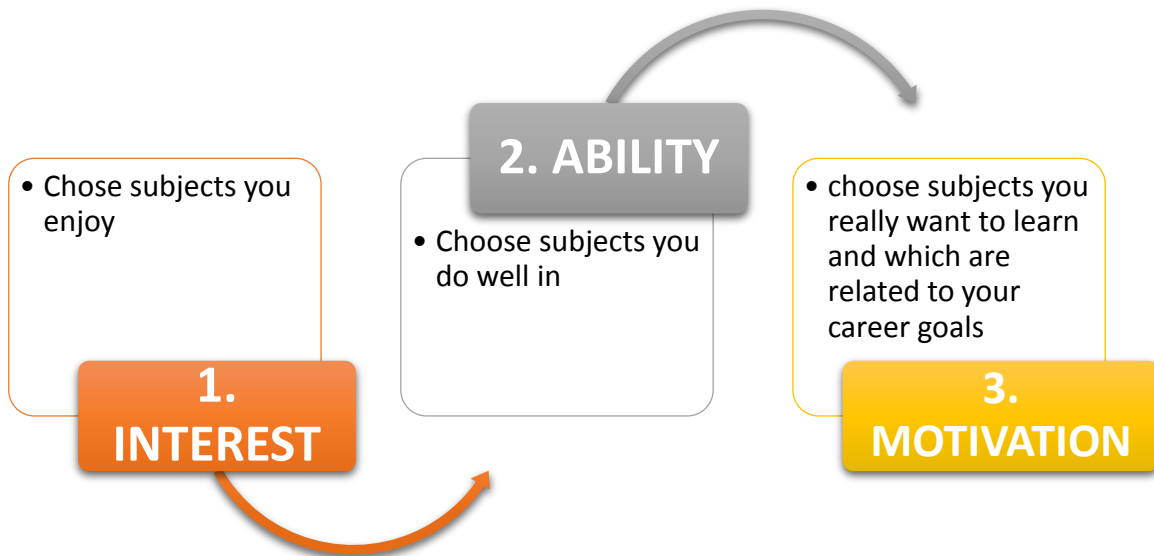 • Chose subjects you
enjoy
1.
INTEREST
2. ABILITY
• Choose subjects you
do well in
• choose subjects you
really want to learn
and which are
related to your
career goals
3.
MOTIVATION